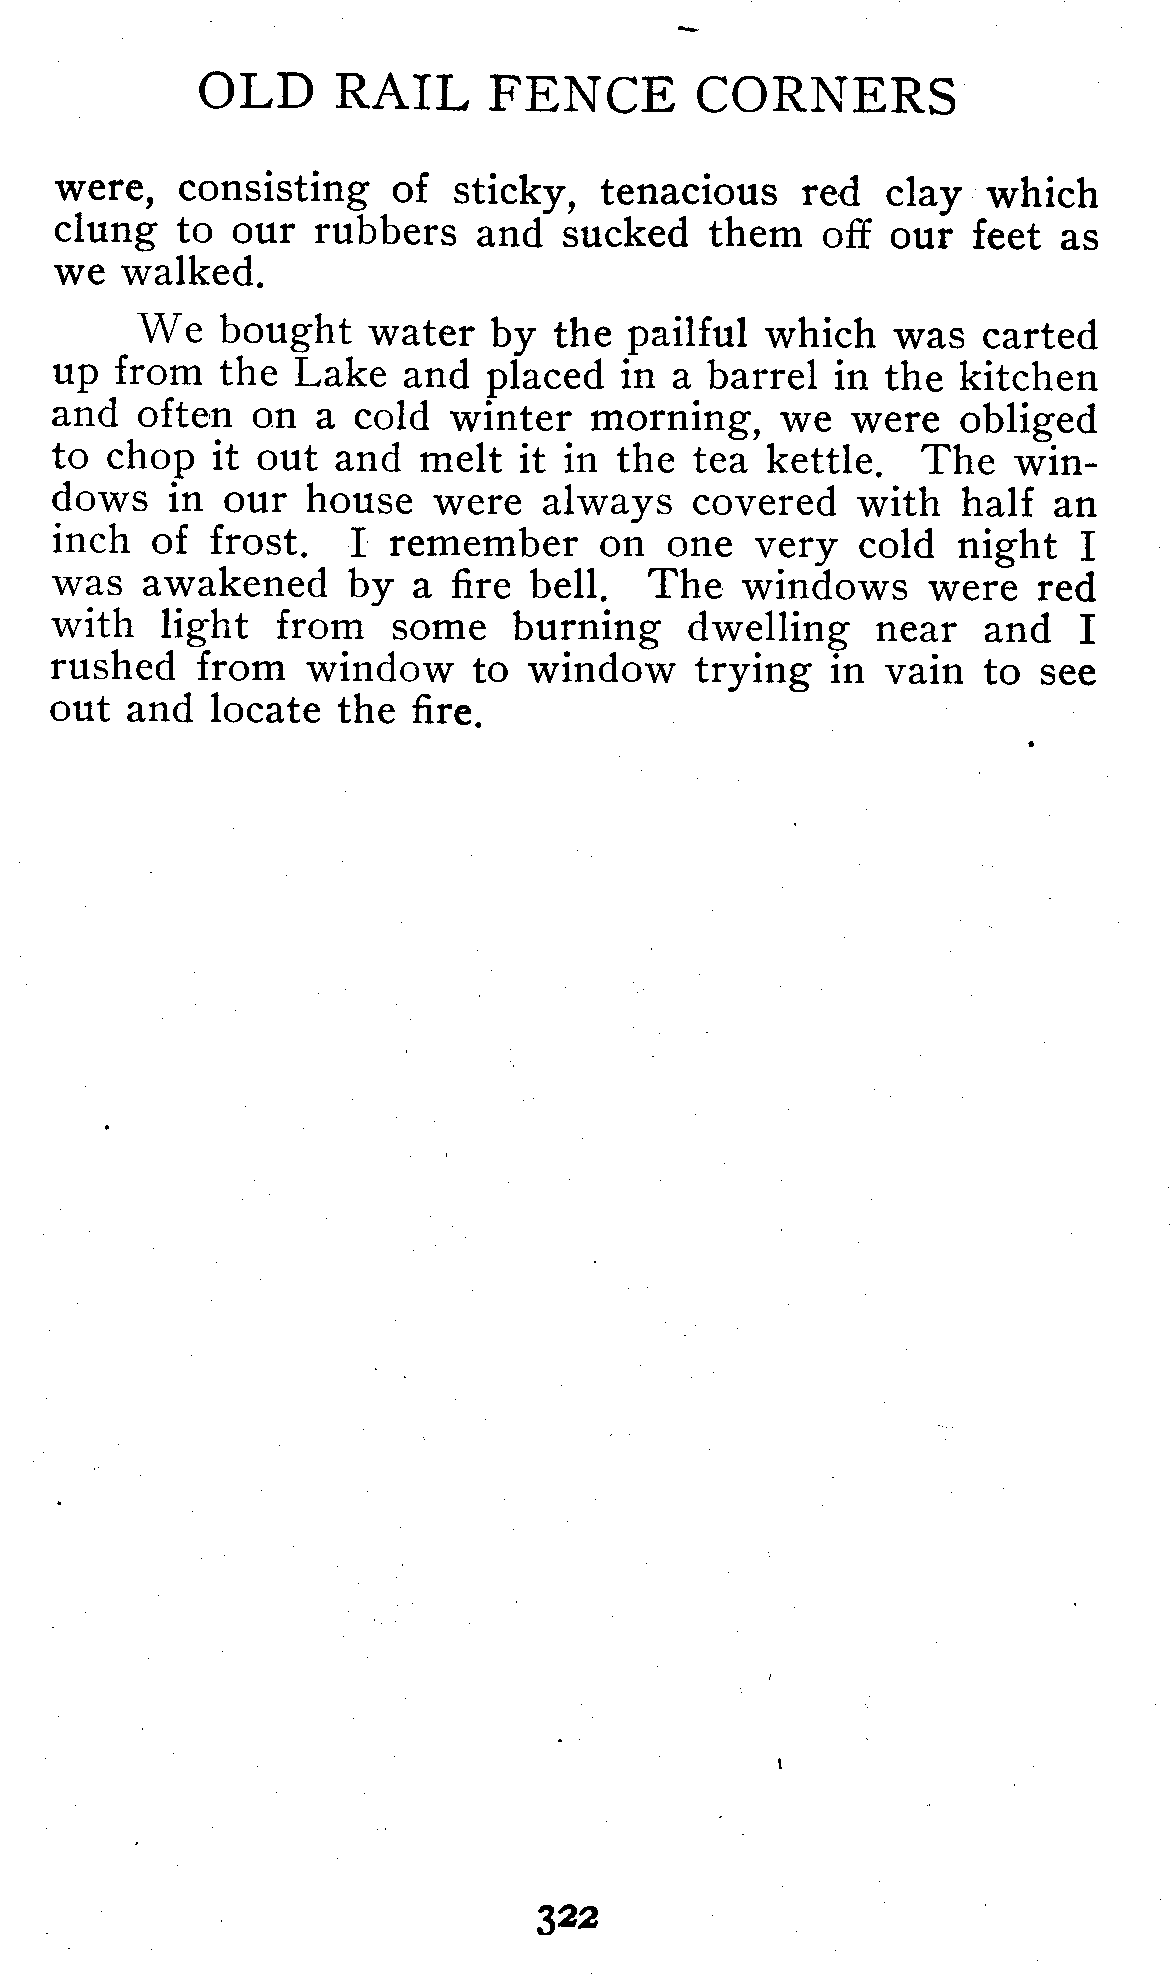 OLD RAIL FENCE CORNERS
were, consisting of sticky, tenacious red clay which
clung to our rubbers and sucked them off our feet as
we walked.
We bought water by the pailful which was carted
up from the Lake and placed in a barrel in the kitchen
and often on a cold winter morning, we were obliged
to chop it out and melt it in the tea kettle. The win-
dows in our house were always covered with half an
inch of frost. I remember on one very cold night I
was awakened by a fire bell. The windows were red
with light from some burning dwelling near and I
rushed from window to window trying in vain to see
out and locate the fire.
322